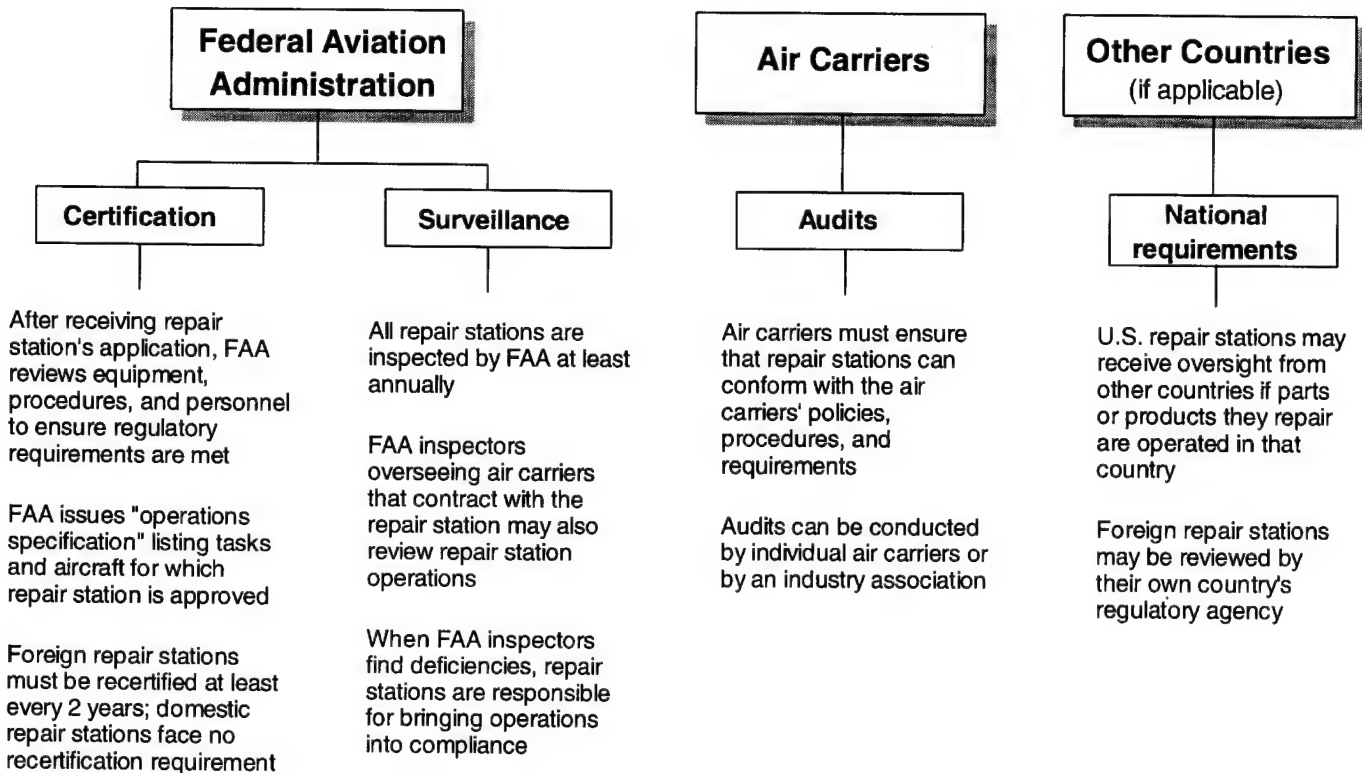 Federal Aviation
Administration
Certification
After receiving repair
station's application, FAA
reviews equipment,
procedures, and personnel
to ensure regulatory
requirements are met
FAA issues "operations
specification" listing tasks
and aircraft for which
repair station is approved
Foreign repair stations
must be recertified at least
every 2 years; domestic
repair stations face no
recertification requirement
Surveillance
All repair stations are
inspected by FAA at least
annually
FAA inspectors
overseeing air carriers
that contract with the
repair station may also
review repair station
operations
When FAA inspectors
find deficiencies, repair
stations are responsible
for bringing operations
into compliance
Air Carriers
Audits
Air carriers must ensure
that repair stations can
conform with the air
carriers' policies,
procedures, and
requirements
Audits can be conducted
by individual air carriers or
by an industry association
Other Countries
(if applicable)
National
requirements
U.S. repair stations may
receive oversight from
other countries if parts
or products they repair
are operated in that
country
Foreign repair stations
may be reviewed by
their own country's
regulatory agency